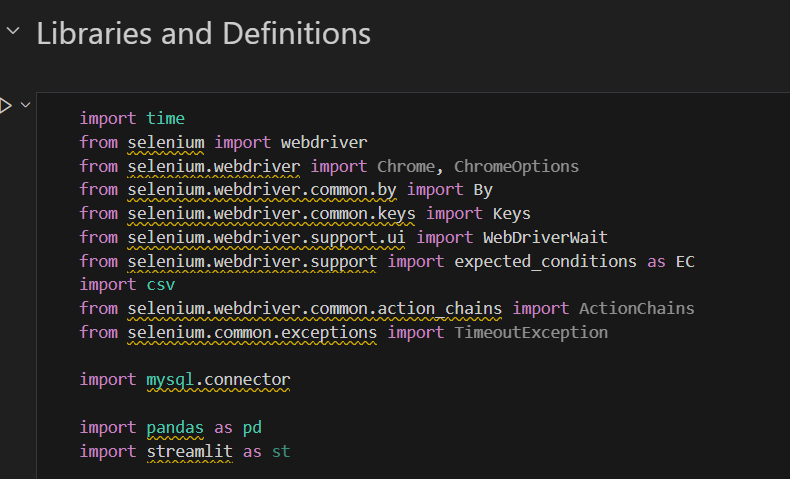 Libraries and Definitions
import time
from selenium import webdriver
from selenium.webdriver import Chrome, ChromeOptions
from selenium.webdriver.common.by import By
from selenium.webdriver.common.keys import Keys
from selenium.webdriver.support.ui import WebDriverWait
from selenium.webdriver.support import expected_conditions as EC
import csv
from selenium.webdriver.common.action_chains import ActionChains
from selenium.common.exceptions import TimeoutException
import mysql.connector
import pandas as pd
import streamlit as st